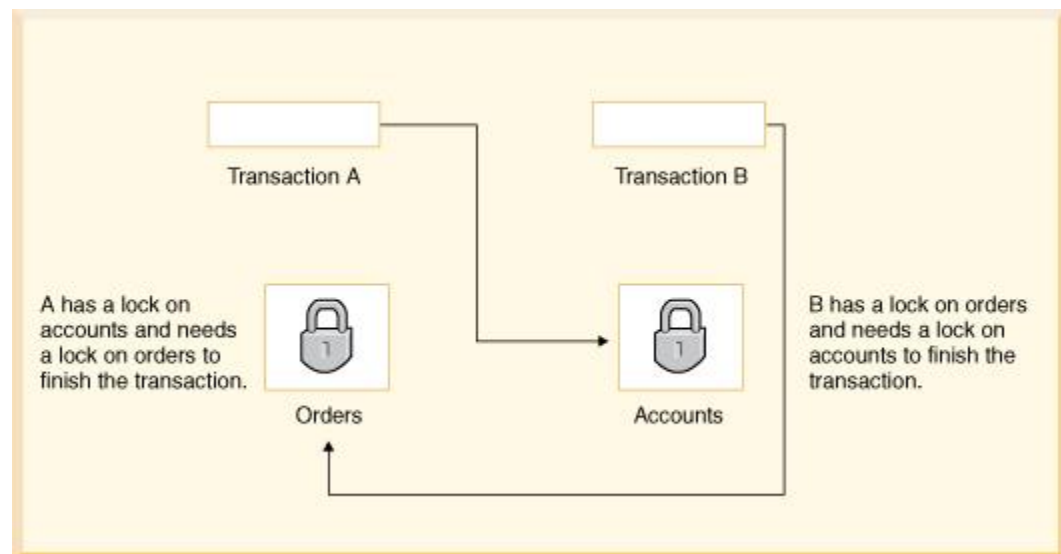 Transaction A
Transaction B
A has a lock on
accounts and needs
a lock on orders to
finish the transaction.
1
Orders
1
Accounts
B has a lock on orders
and needs a lock on
accounts to finish the
transaction.